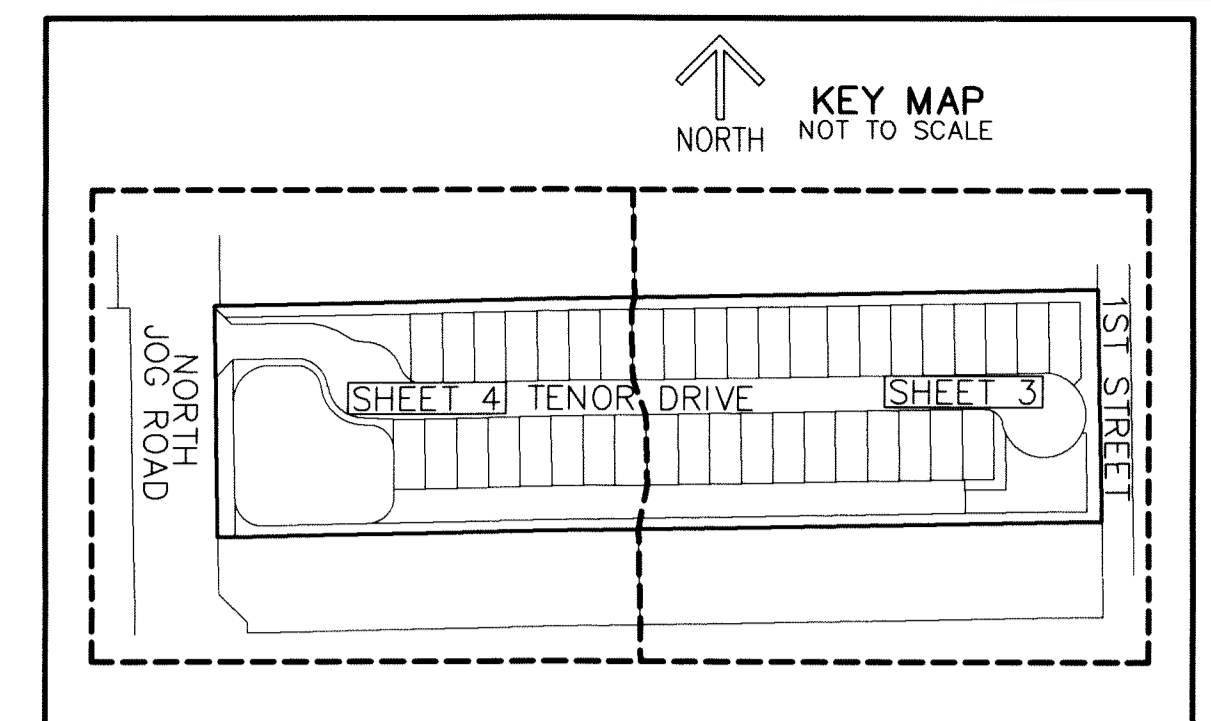 KEY MAP
NOT TO SCALE
NORTH
NORTH
JOG ROAD
SHEET 4
TENOR DRIVE
SHEET 3
1ST STREET